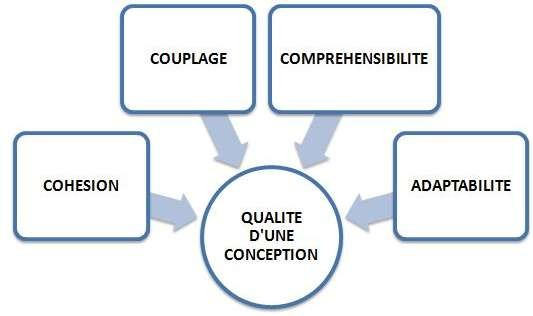 COUPLAGE
COMPREHENSIBILITE
COHESION
ADAPTABILITE
QUALITE
D'UNE
CONCEPTION